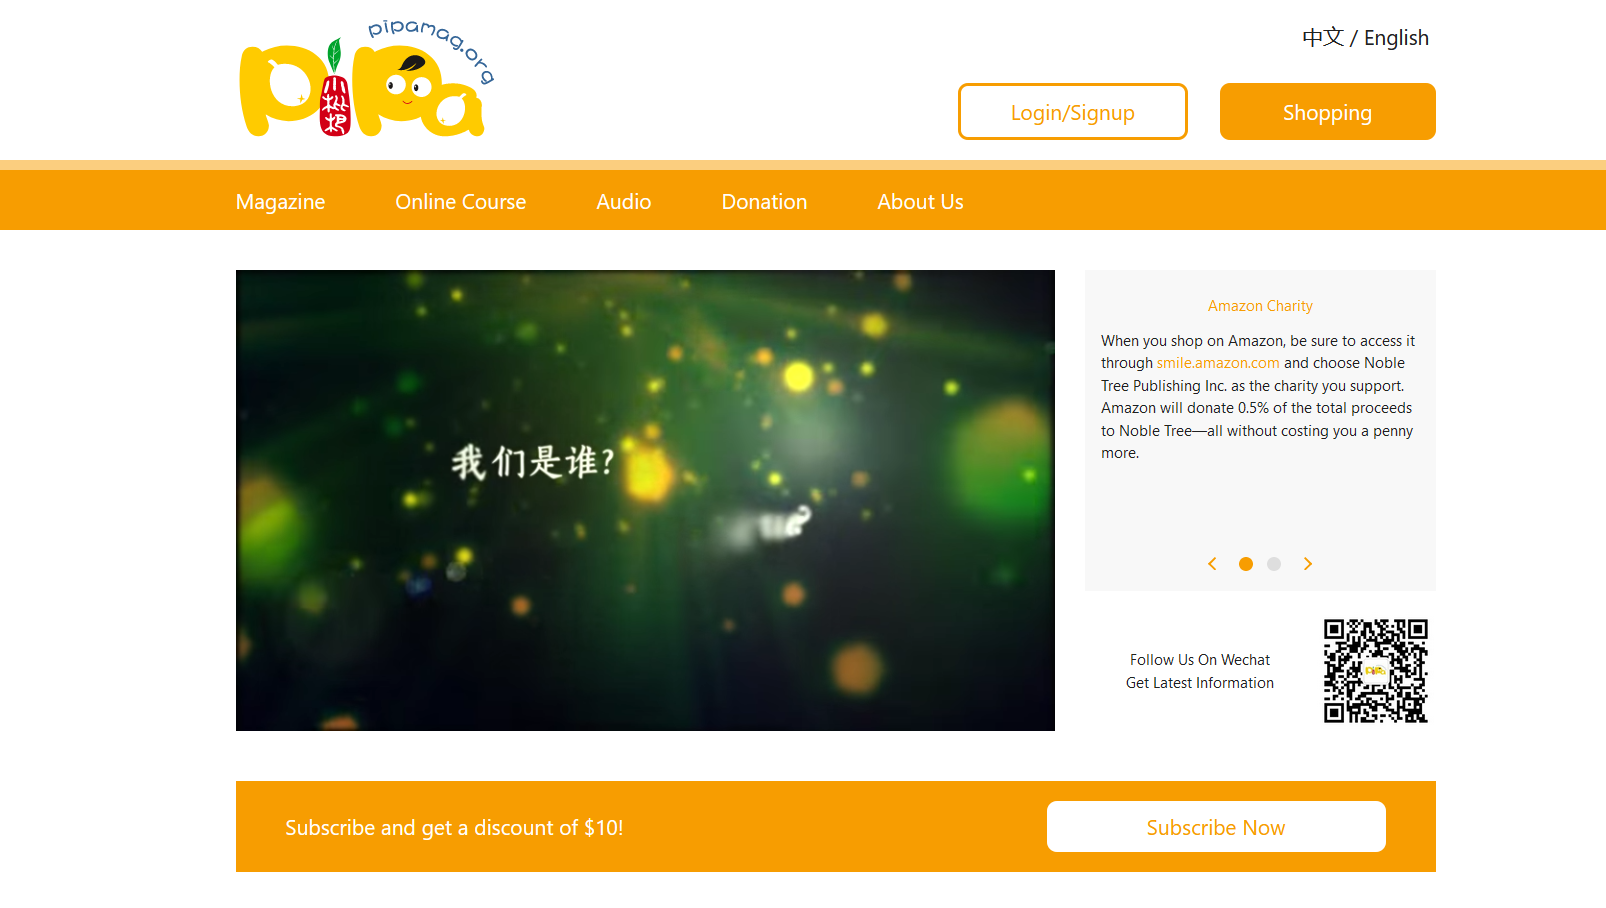 pipamag.org
pipa
小枇杷
中文 / English
Login/Signup
Shopping
Magazine
Online Course
Audio
Donation
About Us
我们是谁?
Amazon Charity
When you shop on Amazon, be sure to access it
through smile.amazon.com and choose Noble
Tree Publishing Inc. as the charity you support.
Amazon will donate 0.5% of the total proceeds
to Noble Tree—all without costing you a penny
more.
Follow Us On Wechat
Get Latest Information
pipa
Subscribe and get a discount of $10!
Subscribe Now